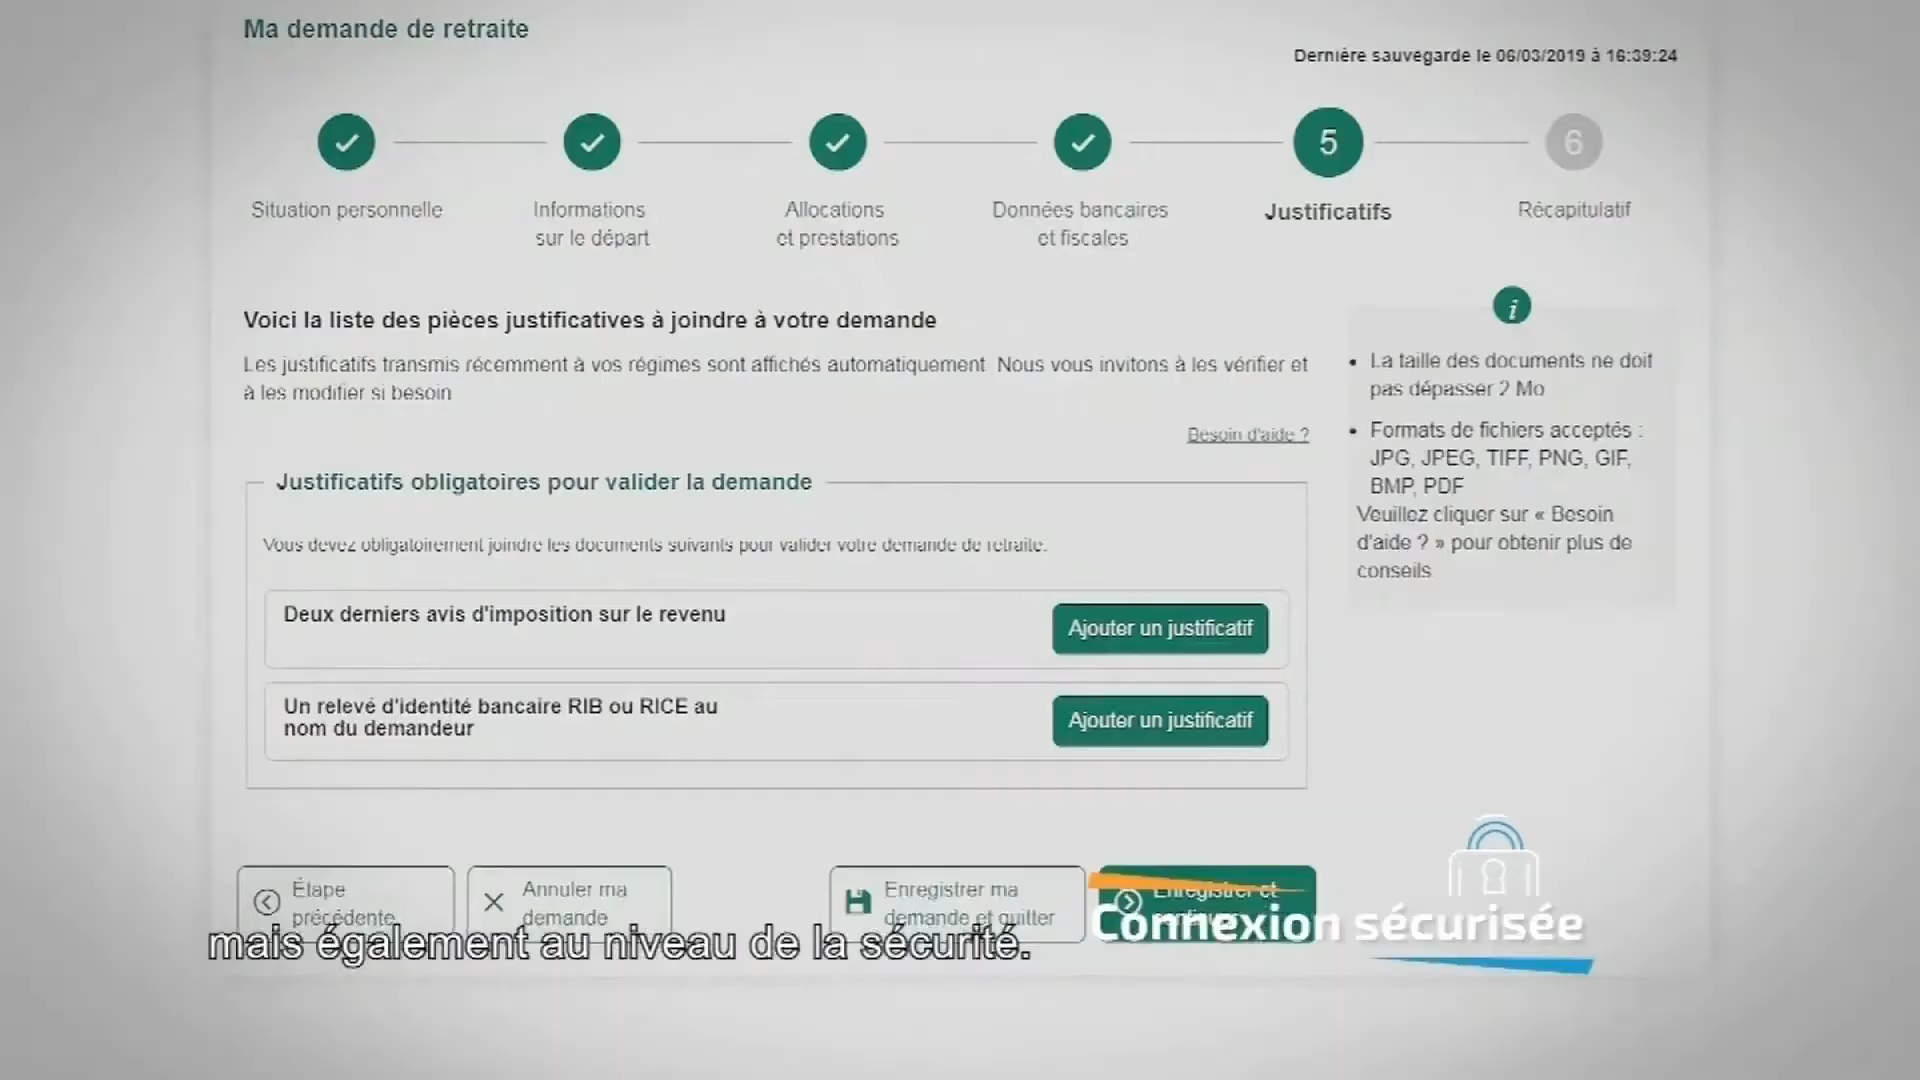 Ma demande de retraite
Dernière sauvegarde le 06/03/2019 à 16:39:24
5
6
Situation personnelle
Informations
sur le départ
Allocations
et prestations
Données bancaires
et fiscales
Justificatifs
Récapitulatif
Voici la liste des pièces justificatives à joindre à votre demande
Les justificatifs transmis récemment à vos régimes sont affichés automatiquement Nous vous invitons à les vérifier et
à les modifier si besoin
Besoin d'aide ?
i
• La taille des documents ne doit
pas dépasser 2 Mo
• Formats de fichiers acceptés :
JPG, JPEG, TIFF, PNG, GIF,
BMP, PDF
Veuillez cliquer sur « Besoin
d'aide ? » pour obtenir plus de
conseils
Justificatifs obligatoires pour valider la demande
Vous devez obligatoirement joindre les documents suivants pour valider votre demande de retraite.
Deux derniers avis d'imposition sur le revenu
Ajouter un justificatif
Un relevé d'identité bancaire RIB ou RICE au
nom du demandeur
Ajouter un justificatif
Étape
précédente
Annuler ma
demande
Enregistrer ma
demande et quitter
Enregistrer et
Connexion sécurisée
mais également au niveau de la sécurité.